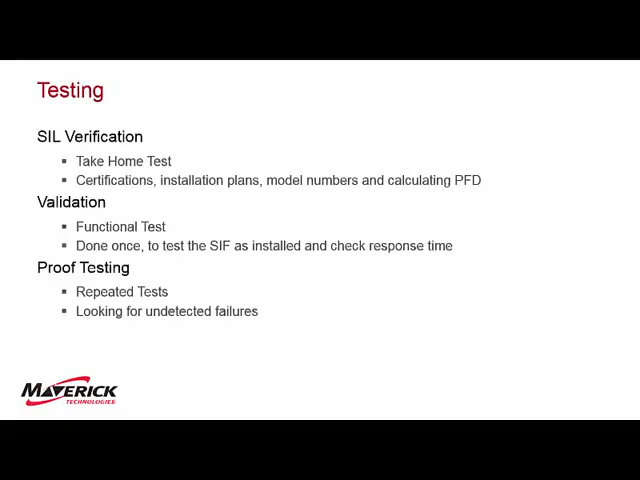 Testing
SIL Verification
▪ Take Home Test
▪ Certifications, installation plans, model numbers and calculating PFD
Validation
▪ Functional Test
▪ Done once, to test the SIF as installed and check response time
Proof Testing
▪ Repeated Tests
▪ Looking for undetected failures
MAVERICK
TECHNOLOGIES